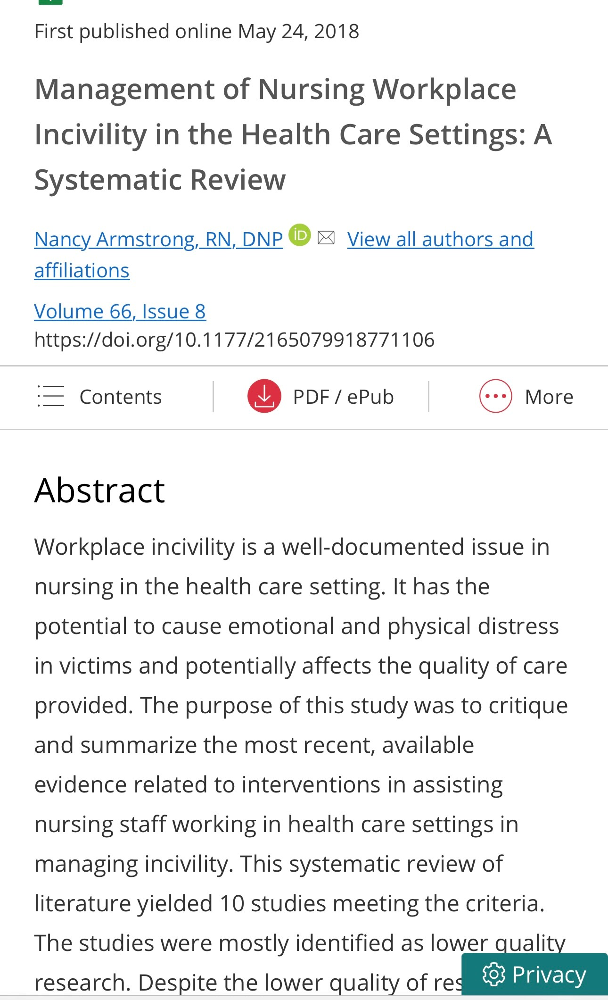 First published online May 24, 2018
Management of Nursing Workplace
Incivility in the Health Care Settings: A
Systematic Review
Nancy Armstrong, RN, DNP iD View all authors and
affiliations
Volume 66, Issue 8
https://doi.org/10.1177/2165079918771106
Contents PDF / ePub More
Abstract
Workplace incivility is a well-documented issue in
nursing in the health care setting. It has the
potential to cause emotional and physical distress
in victims and potentially affects the quality of care
provided. The purpose of this study was to critique
and summarize the most recent, available
evidence related to interventions in assisting
nursing staff working in health care settings in
managing incivility. This systematic review of
literature yielded 10 studies meeting the criteria.
The studies were mostly identified as lower quality
research. Despite the lower quality of res
Privacy